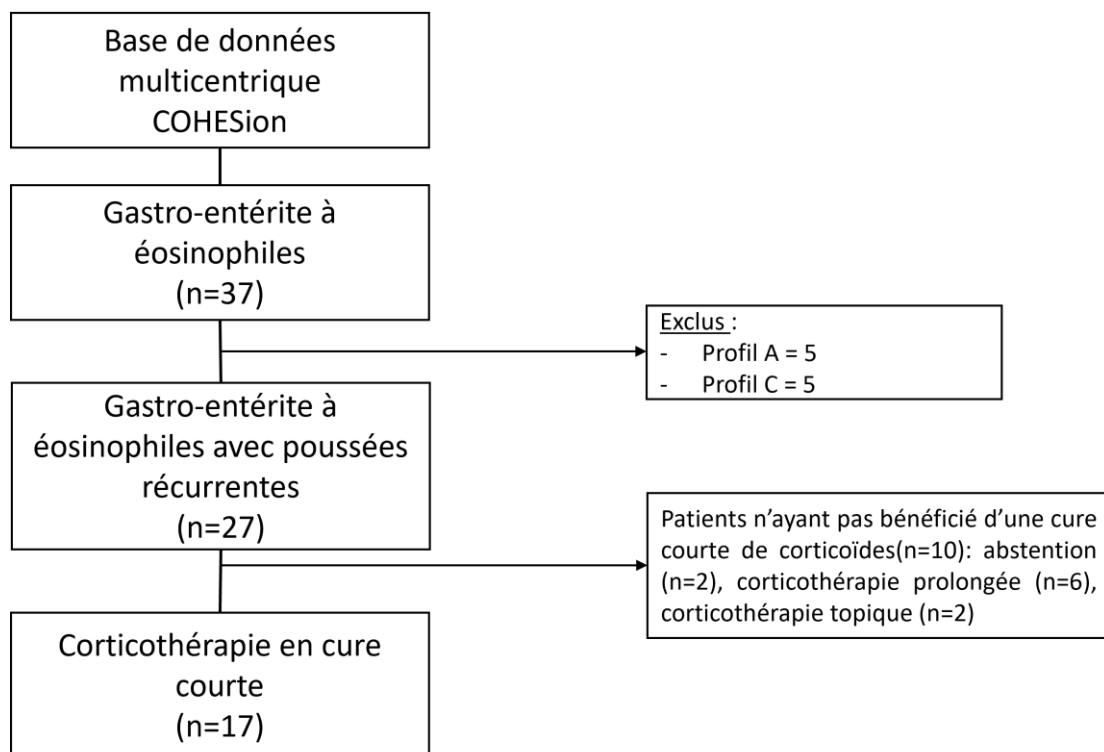 Base de données
multicentrique
COHESion
Gastro-entérite à
éosinophiles
(n=37)
Exclus :
- Profil A = 5
- Profil C = 5
Gastro-entérite à
éosinophiles avec poussées
récurrentes
(n=27)
Patients n’ayant pas bénéficié d’une cure
courte de corticoïdes(n=10): abstention
(n=2), corticothérapie prolongée (n=6),
corticothérapie topique (n=2)
Corticothérapie en cure
courte
(n=17)